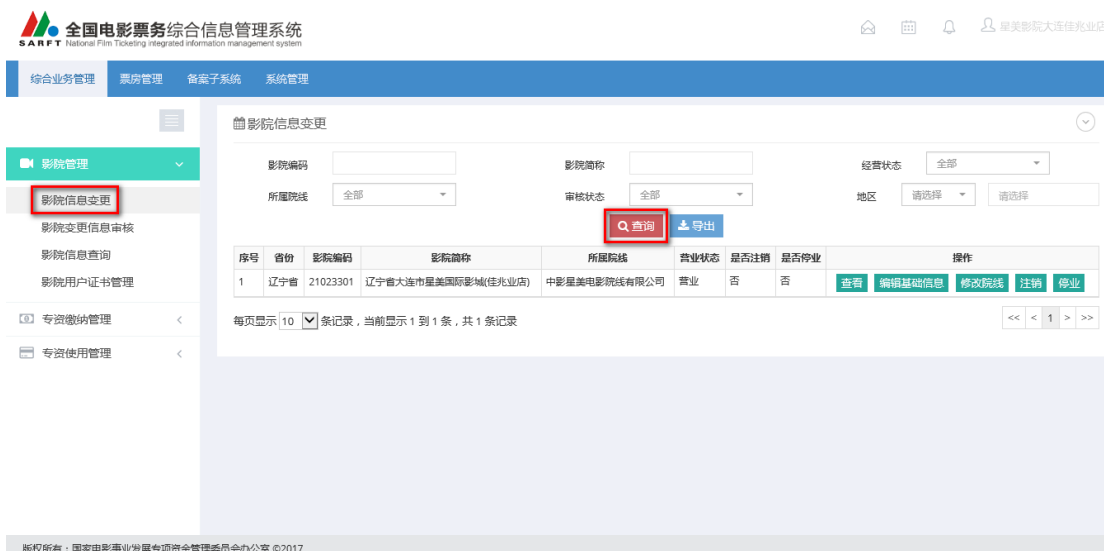 全国电影票务综合信息管理系统
SARFT National Film Ticketing integrated information management system
星美影院大连佳兆业店
综合业务管理 票房管理 备案子系统 系统管理
影院信息变更
影院管理
影院编码 影院简称 经营状态 全部
影院信息变更
所属院线 全部 审核状态 全部 地区 请选择 请选择
影院变更信息审核
查询 导出
影院信息查询
序号 省份 影院编码 影院简称 所属院线 营业状态 是否注销 是否停业 操作
影院用户证书管理
1 辽宁省 21023301 辽宁省大连市星美国际影城(佳兆业店) 中影星美电影院线有限公司 营业 否 否 查看 编辑基础信息 修改院线 注销 停业
专资缴纳管理 <
每页显示 10 条记录，当前显示 1 到 1 条，共 1 条记录 << < 1 > >>
专资使用管理 <
版权所有：国家电影事业发展专项资金管理委员会办公室 ©2017